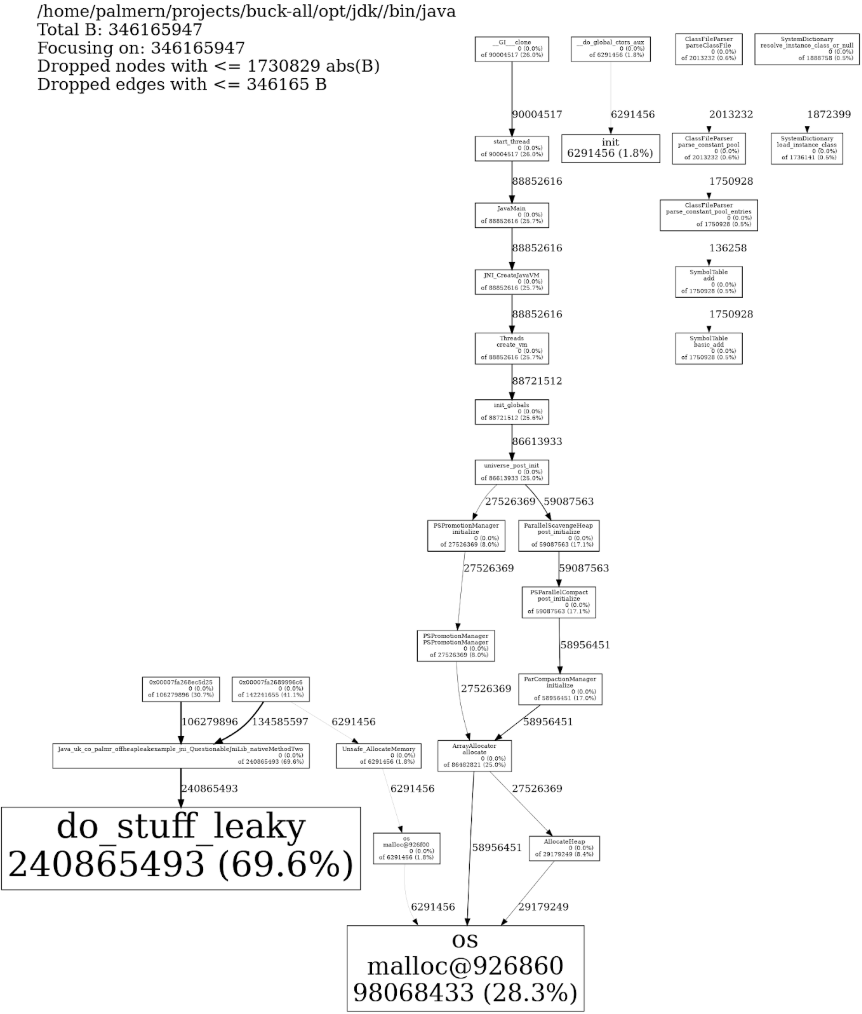 /home/palmern/projects/buck-all/opt/jdk//bin/java
Total B: 346165947
Focusing on: 346165947
Dropped nodes with <= 1730829 abs(B)
Dropped edges with <= 346165 B
__GI___clone
0 (0.0%)
of 90004517 (26.0%)
__do_global_ctors_aux
0 (0.0%)
of 6291456 (1.8%)
ClassFileParser
parseClassFile
0 (0.0%)
of 2013232 (0.6%)
SystemDictionary
resolve_instance_class_or_null
0 (0.0%)
of 1888758 (0.5%)
90004517
6291456
2013232
1872399
start_thread
0 (0.0%)
of 90004517 (26.0%)
init
6291456 (1.8%)
ClassFileParser
parse_constant_pool
0 (0.0%)
of 2013232 (0.6%)
SystemDictionary
load_instance_class
0 (0.0%)
of 1736141 (0.5%)
88852616
1750928
JavaMain
0 (0.0%)
of 88852616 (25.7%)
ClassFileParser
parse_constant_pool_entries
0 (0.0%)
of 1750928 (0.5%)
88852616
136258
JNI_CreateJavaVM
0 (0.0%)
of 88852616 (25.7%)
SymbolTable
add
0 (0.0%)
of 1750928 (0.5%)
88852616
1750928
Threads
create_vm
0 (0.0%)
of 88852616 (25.7%)
SymbolTable
basic_add
0 (0.0%)
of 1750928 (0.5%)
88721512
init_globals
0 (0.0%)
of 88721512 (25.6%)
86613933
universe_post_init
0 (0.0%)
of 86613933 (25.0%)
27526369
59087563
PSPromotionManager
initialize
0 (0.0%)
of 27526369 (8.0%)
ParallelScavengeHeap
post_initialize
0 (0.0%)
of 59087563 (17.1%)
27526369
59087563
PSParallelCompact
post_initialize
0 (0.0%)
of 59087563 (17.1%)
PSPromotionManager
PSPromotionManager
0 (0.0%)
of 27526369 (8.0%)
58956451
0x00007fa268ec5d25
0 (0.0%)
of 106279896 (30.7%)
0x00007fa2689996c6
0 (0.0%)
of 142241655 (41.1%)
27526369
ParCompactionManager
initialize
0 (0.0%)
of 58956451 (17.0%)
106279896
134585597
6291456
58956451
Java_uk_co_palmr_offheapleakexample_jni_QuestionableJniLib_nativeMethodTwo
0 (0.0%)
of 240865493 (69.6%)
Unsafe_AllocateMemory
0 (0.0%)
of 6291456 (1.8%)
ArrayAllocator
allocate
0 (0.0%)
of 86482821 (25.0%)
240865493
6291456
27526369
do_stuff_leaky
240865493 (69.6%)
os
malloc@926f00
0 (0.0%)
of 6291456 (1.8%)
58956451
AllocateHeap
0 (0.0%)
of 29179249 (8.4%)
6291456
29179249
os
malloc@926860
98068433 (28.3%)